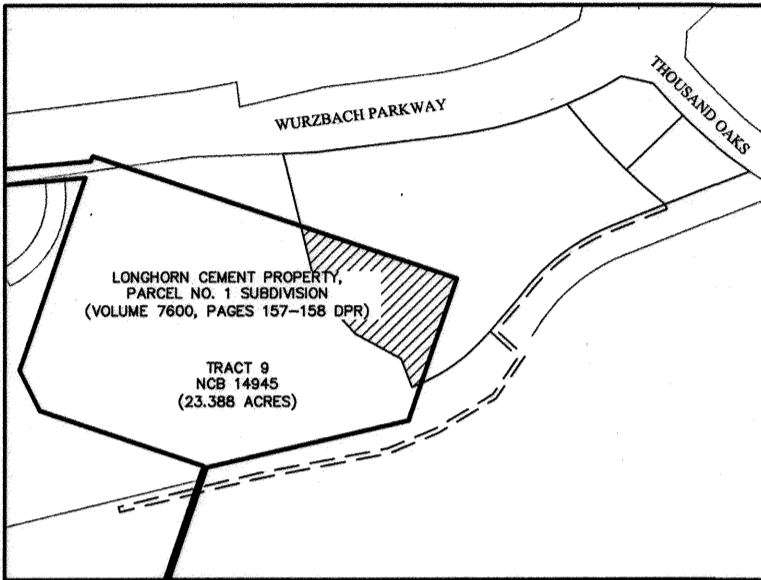 WURZBACH PARKWAY
THOUSAND OAKS
LONGHORN CEMENT PROPERTY,
PARCEL NO. 1 SUBDIVISION
(VOLUME 7600, PAGES 157–158 DPR)
TRACT 9
NCB 14945
(23.388 ACRES)